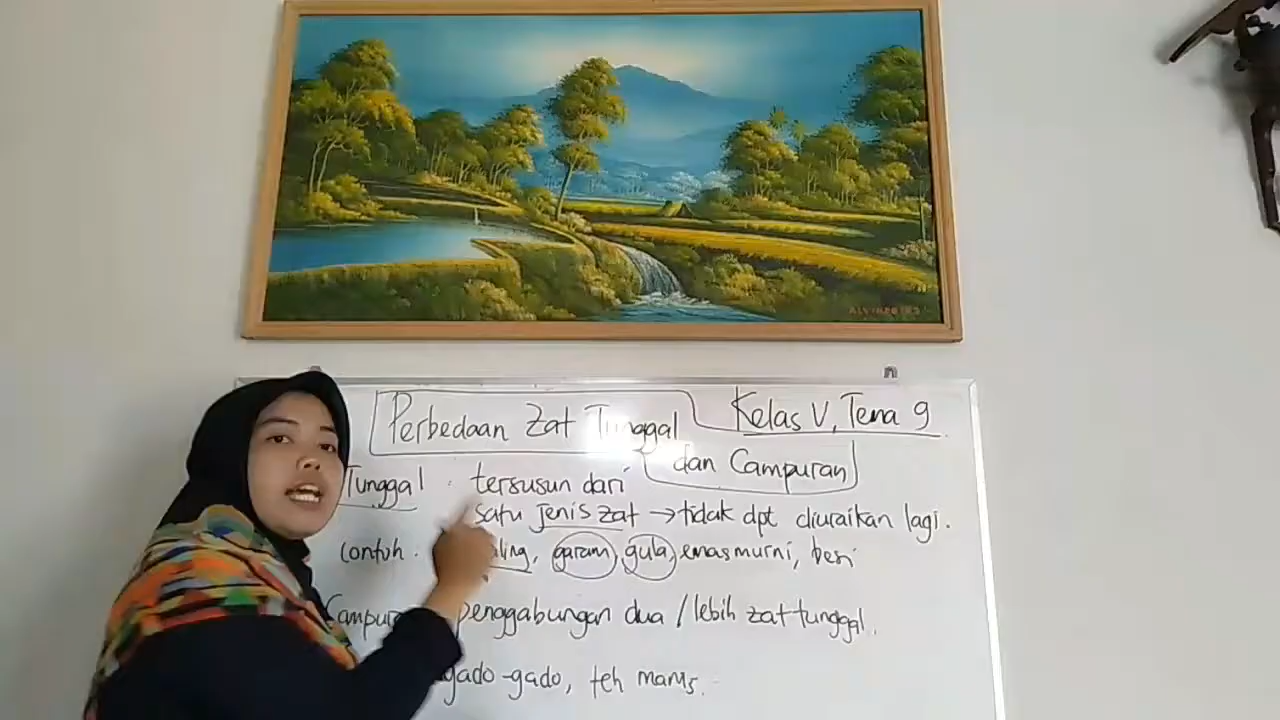 Perbedaan Zat Tunggal
dan Campuran
Kelas V, Tema 9
Tunggal : tersusun dari
satu jenis zat → tidak dpt diuraikan lagi.
Contoh : garam, gula, emas murni, besi
penggabungan dua / lebih zat tunggal.
gado-gado, teh manis.